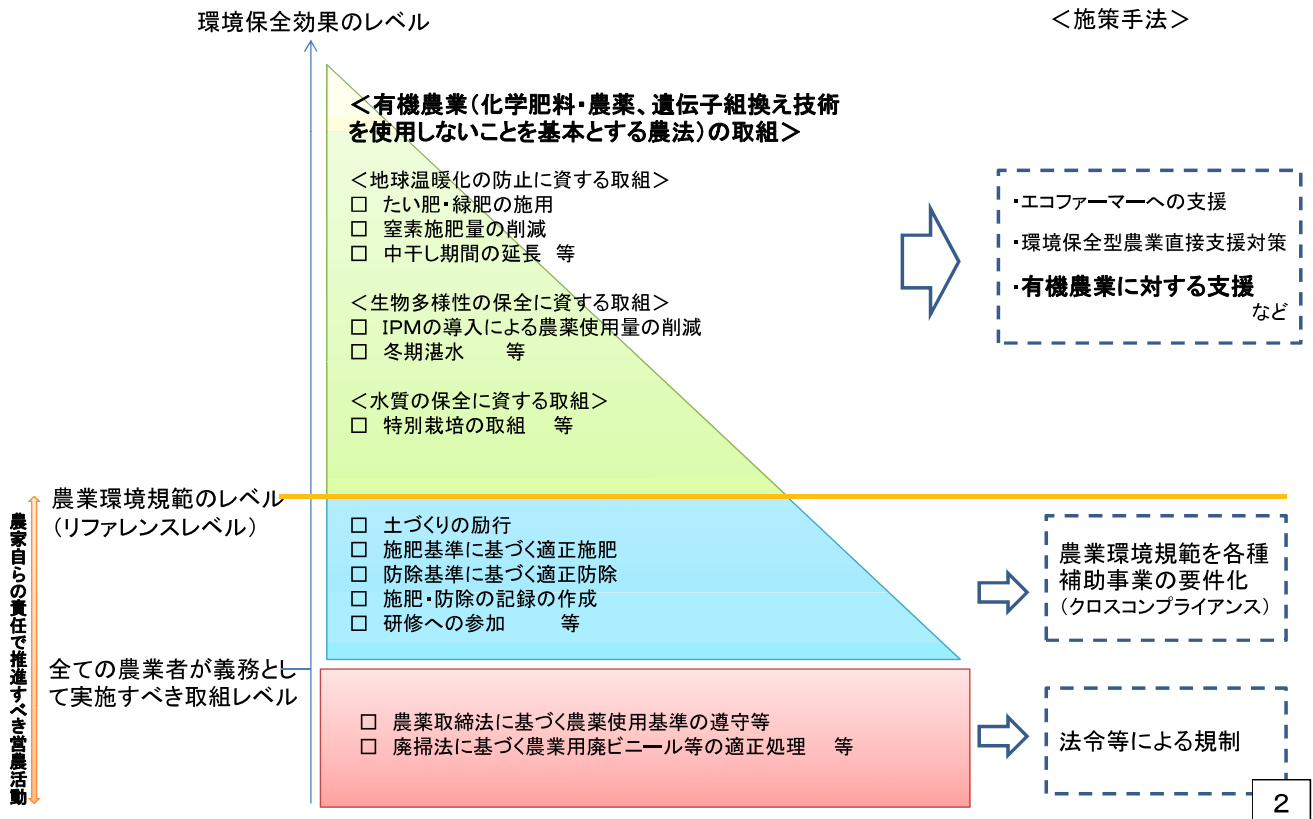 環境保全効果のレベル
＜施策手法＞
＜有機農業（化学肥料・農薬、遺伝子組換え技術
を使用しないことを基本とする農法）の取組＞
＜地球温暖化の防止に資する取組＞
□ たい肥・緑肥の施用
□ 窒素施肥量の削減
□ 中干し期間の延長 等
＜生物多様性の保全に資する取組＞
□ IPMの導入による農薬使用量の削減
□ 冬期湛水 等
＜水質の保全に資する取組＞
□ 特別栽培の取組 等
・エコファーマーへの支援
・環境保全型農業直接支援対策
・有機農業に対する支援
など
農業環境規範のレベル
（リファレンスレベル）
□ 土づくりの励行
□ 施肥基準に基づく適正施肥
□ 防除基準に基づく適正防除
□ 施肥・防除の記録の作成
□ 研修への参加 等
農業環境規範を各種
補助事業の要件化
（クロスコンプライアンス）
農家自らの責任で推進すべき営農活動
全ての農業者が義務とし
て実施すべき取組レベル
□ 農薬取締法に基づく農薬使用基準の遵守等
□ 廃掃法に基づく農業用廃ビニール等の適正処理 等
法令等による規制
2